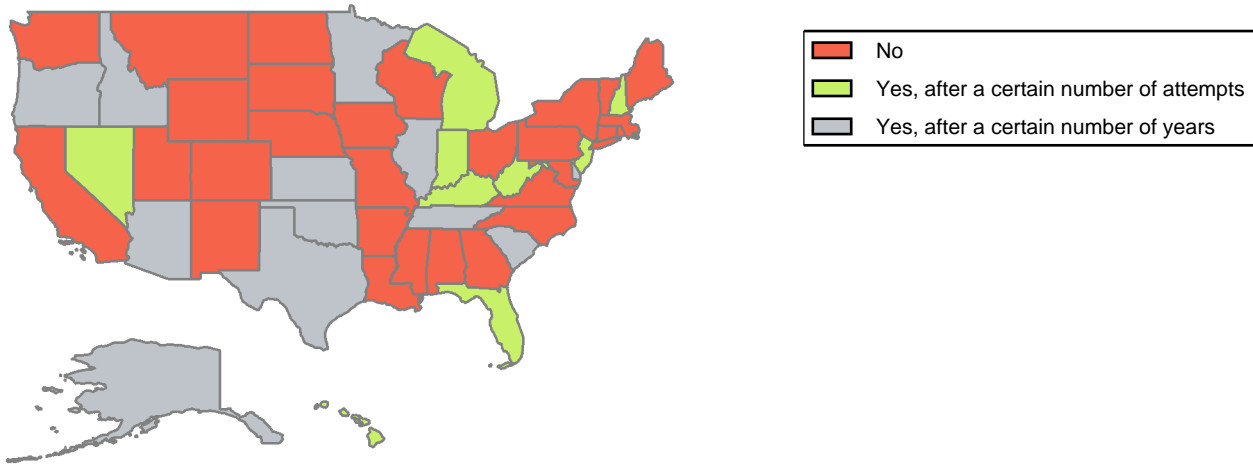 No
Yes, after a certain number of attempts
Yes, after a certain number of years